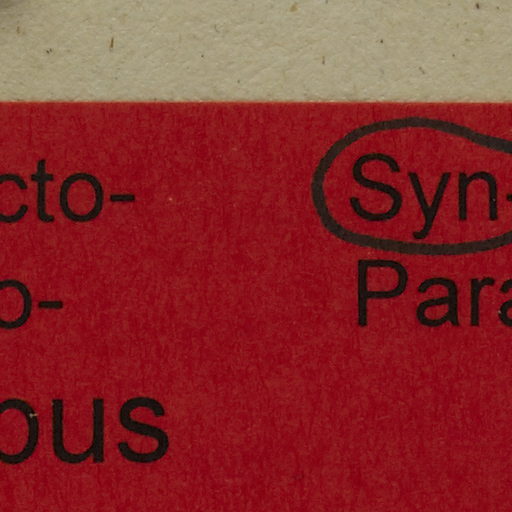 cto- Syn-
o- Para
ous